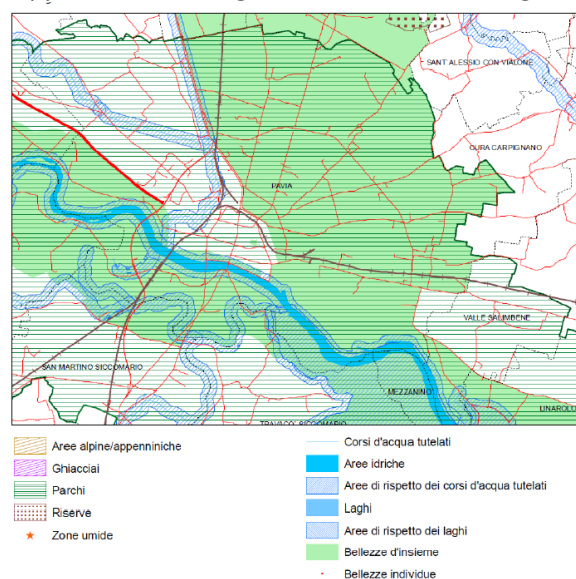 SANT'ALESSIO CON VIALONE
CURA CARPIGNANO
PAVIA
VALLE SALIMBENE
SAN MARTINO SICCOMARIO
MEZZANINO
LINAROLO
TRAVACO' SICCOMARIO
Aree alpine/appenniniche
Ghiacciai
Parchi
Riserve
Zone umide
Corsi d'acqua tutelati
Aree idriche
Aree di rispetto dei corsi d'acqua tutelati
Laghi
Aree di rispetto dei laghi
Bellezze d'insieme
Bellezze individue